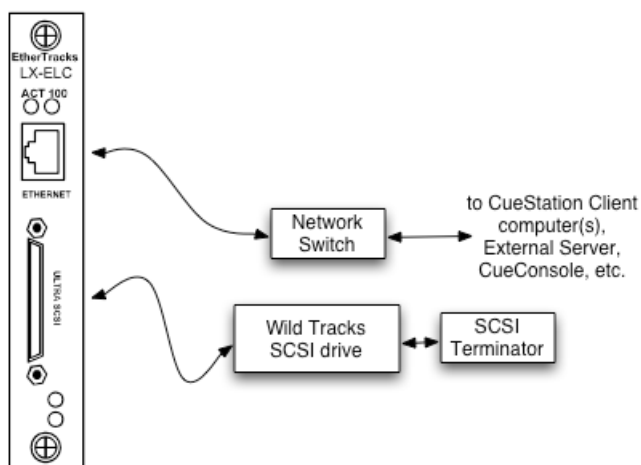 EtherTracks
LX-ELC
ACT 100
ETHERNET
ULTRA SCSI
Network
Switch
to CueStation Client
computer(s),
External Server,
CueConsole, etc.
Wild Tracks
SCSI drive
SCSI
Terminator